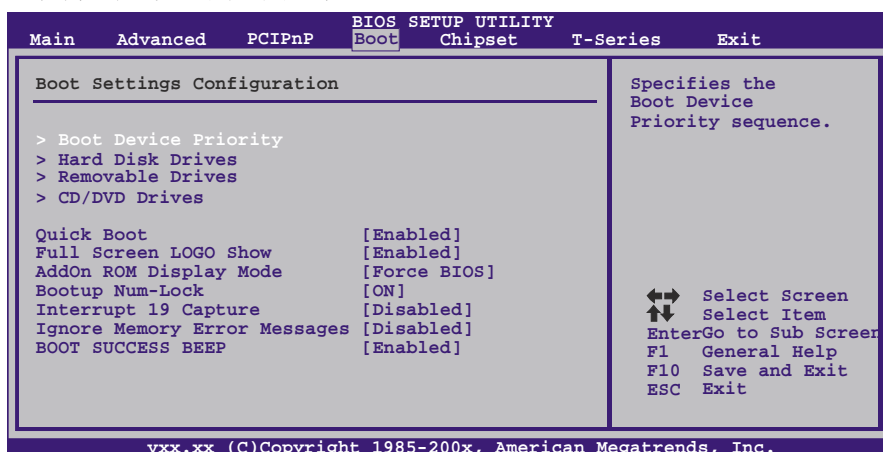 BIOS SETUP UTILITY
Main Advanced PCIPnP Boot Chipset T-Series Exit
Boot Settings Configuration
> Boot Device Priority
> Hard Disk Drives
> Removable Drives
> CD/DVD Drives
Quick Boot [Enabled]
Full Screen LOGO Show [Enabled]
AddOn ROM Display Mode [Force BIOS]
Bootup Num-Lock [ON]
Interrupt 19 Capture [Disabled]
Ignore Memory Error Messages [Disabled]
BOOT SUCCESS BEEP [Enabled]
Specifies the
Boot Device
Priority sequence.
Select Screen
Select Item
EnterGo to Sub Screen
F1 General Help
F10 Save and Exit
ESC Exit
vxx.xx (C)Copyright 1985-200x, American Megatrends, Inc.